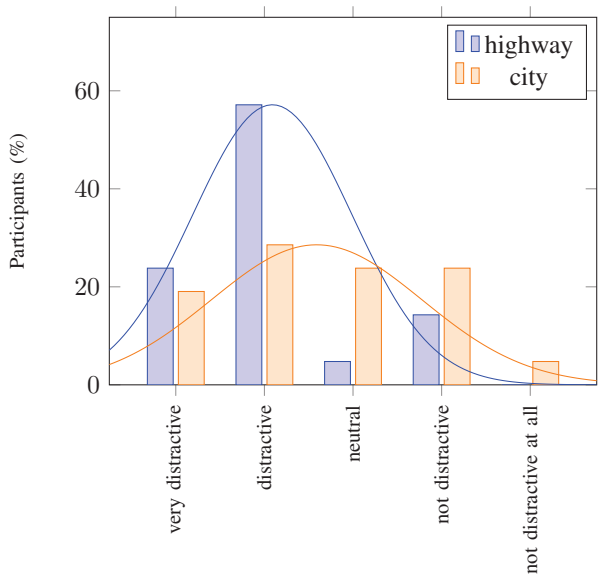 highway
city
60
40
20
0
Participants (%)
very distractive
distractive
neutral
not distractive
not distractive at all